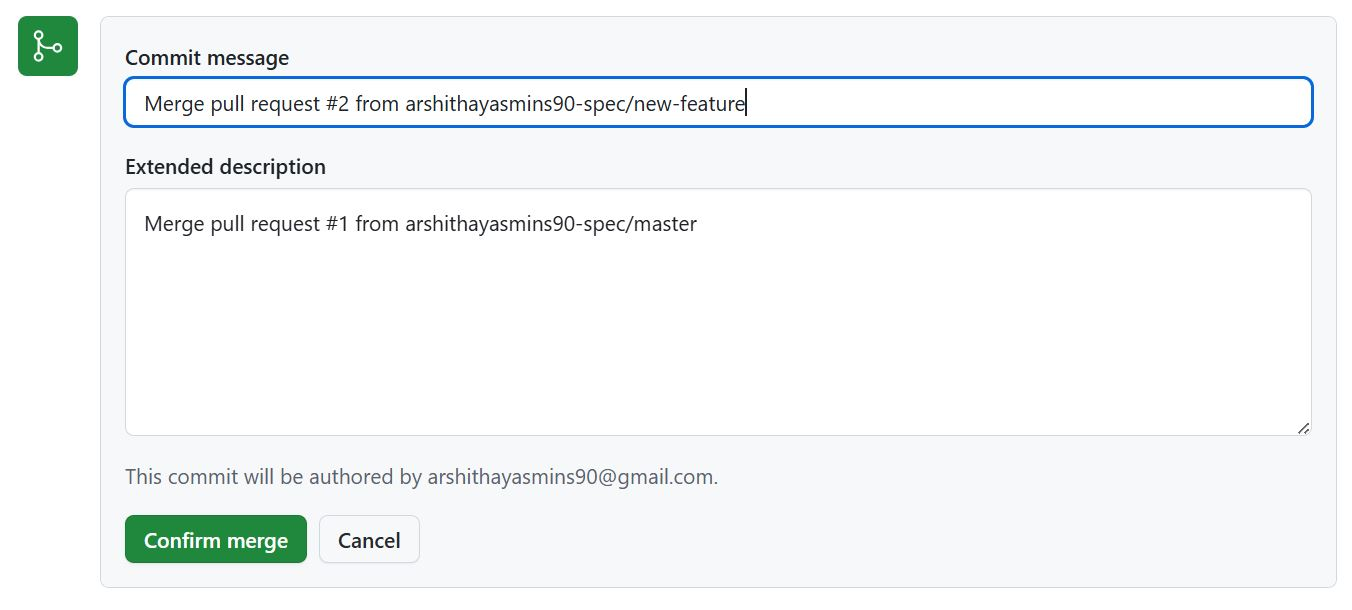 Commit message
Merge pull request #2 from arshithayasmins90-spec/new-feature
Extended description
Merge pull request #1 from arshithayasmins90-spec/master
This commit will be authored by arshithayasmins90@gmail.com.
Confirm merge
Cancel